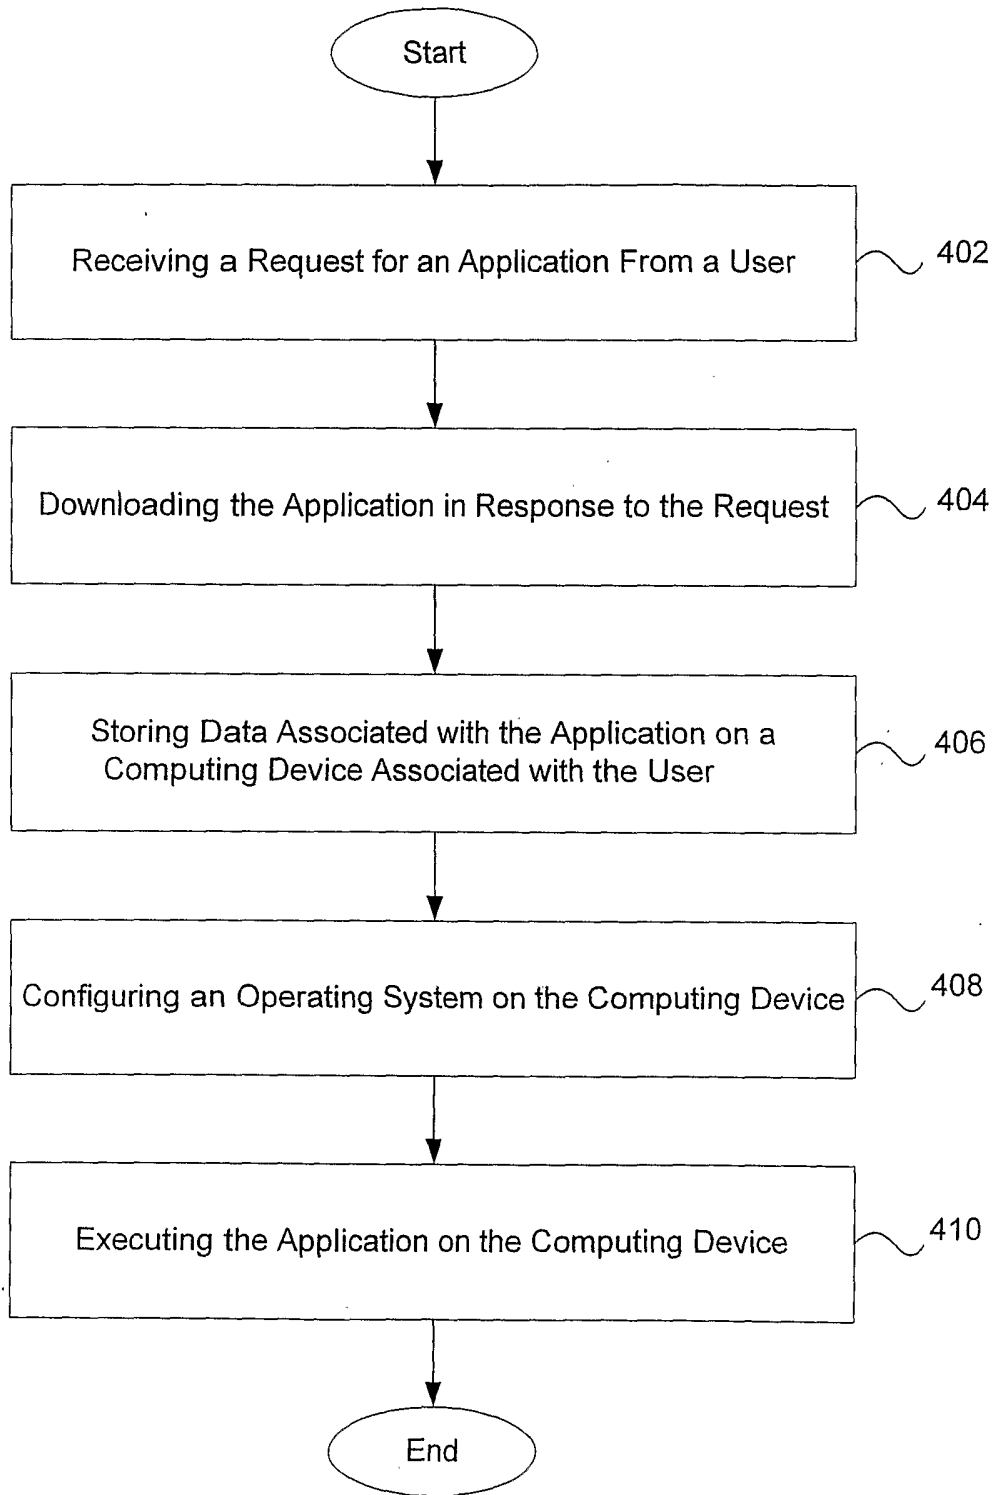 Start
Receiving a Request for an Application From a User
402
Downloading the Application in Response to the Request
404
Storing Data Associated with the Application on a
Computing Device Associated with the User
406
Configuring an Operating System on the Computing Device
408
Executing the Application on the Computing Device
410
End